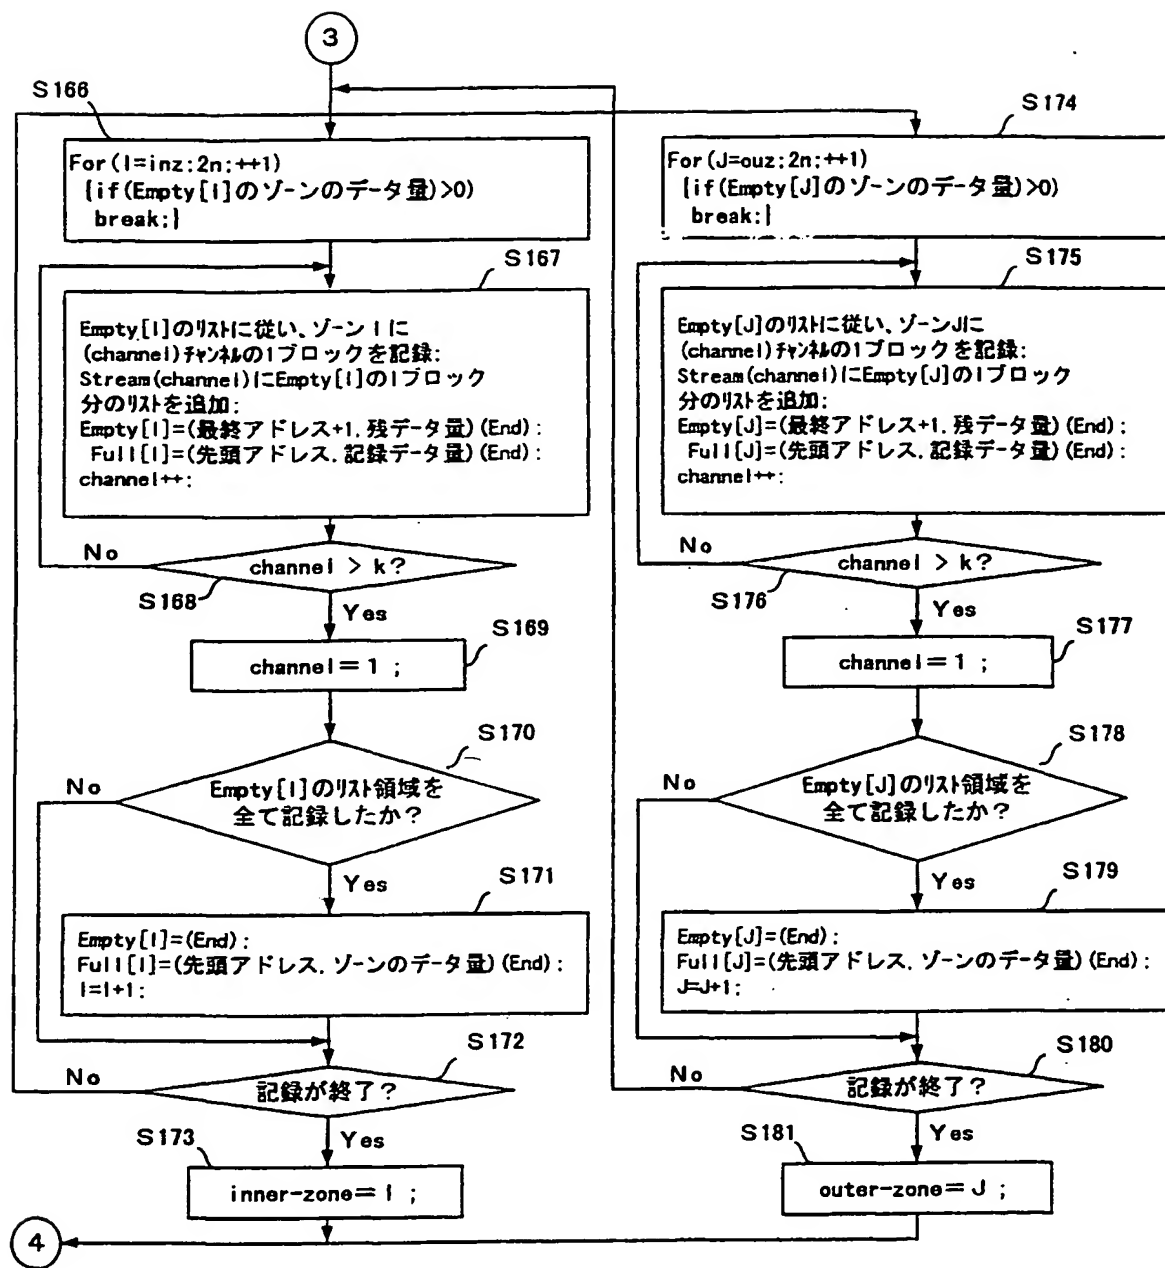 3
S166
For(I=inz;2n;++1)
{if(Empty[I]のゾーンのデータ量)>0)
break;}
S167
Empty[I]のリストに従い、ゾーンIに
(channel)チャンネルの1ブロックを記録:
Stream(channel)にEmpty[I]の1ブロック
分のリストを追加:
Empty[I]=(最終アドレス+1.残データ量)(End):
Full[I]=(先頭アドレス.記録データ量)(End):
channel++:
No
channel > k?
S168
Yes
S169
channel=1 ;
S170
No
Empty[I]のリスト領域を
全て記録したか?
Yes
S171
Empty[I]=(End):
Full[I]=(先頭アドレス.ゾーンのデータ量)(End):
I=I+1:
S172
No
記録が終了?
S173
Yes
inner-zone=I ;
4
S174
For(J=ouz;2n;++1)
{if(Empty[J]のゾーンのデータ量)>0)
break;}
S175
Empty[J]のリストに従い、ゾーンJに
(channel)チャンネルの1ブロックを記録:
Stream(channel)にEmpty[J]の1ブロック
分のリストを追加:
Empty[J]=(最終アドレス+1.残データ量)(End):
Full[J]=(先頭アドレス.記録データ量)(End):
channel++:
No
channel > k?
S176
Yes
S177
channel=1 ;
S178
No
Empty[J]のリスト領域を
全て記録したか?
Yes
S179
Empty[J]=(End):
Full[J]=(先頭アドレス.ゾーンのデータ量)(End):
J=J+1:
S180
No
記録が終了?
S181
Yes
outer-zone=J ;